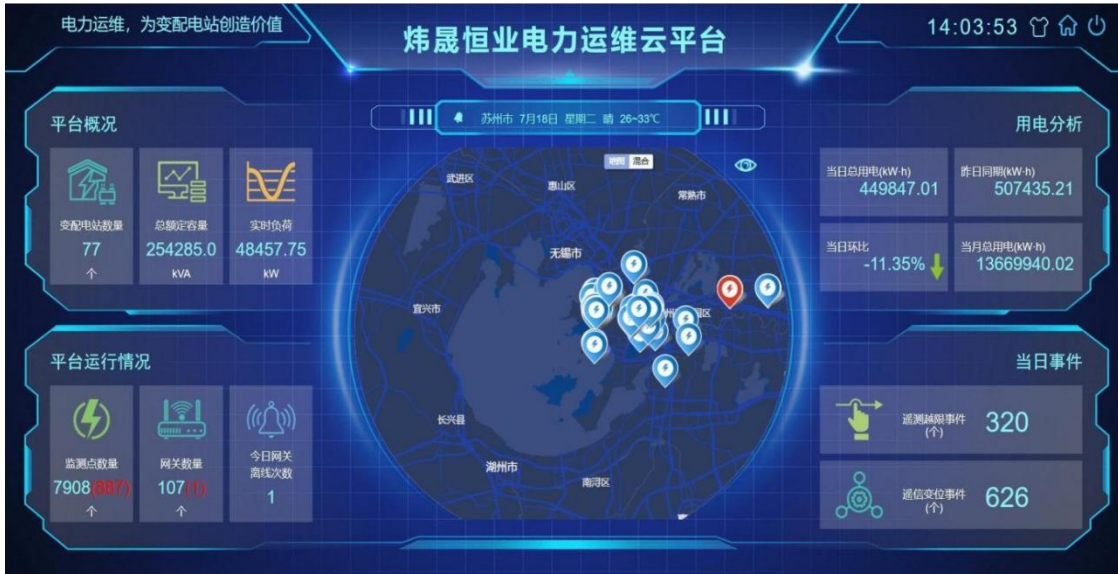 电力运维，为变配电站创造价值
炜晟恒业电力运维云平台
14:03:53
苏州市 7月18日 星期二 晴 26~33℃
平台概况
变配电站数量
77
个
总额定容量
254285.0
kVA
实时负荷
48457.75
kW
平台运行情况
监测点数量
7908(887)
个
网关数量
107(1)
个
今日网关
离线次数
1
混合
武进区
惠山区
常熟市
无锡市
宜兴市
长兴县
湖州市
南浔区
用电分析
当日总用电(kW·h)
449847.01
昨日同期(kW·h)
507435.21
当日环比
-11.35%
当月总用电(kW·h)
13669940.02
当日事件
遥测越限事件
(个)
320
遥信变位事件
(个)
626